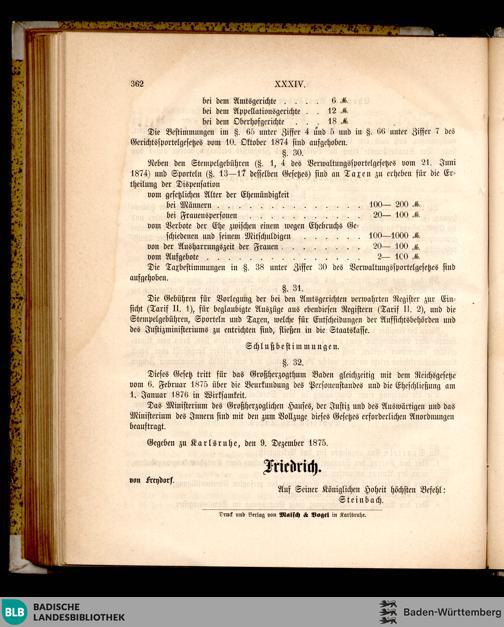 362 XXXIV.
bei dem Amtsgerichte . . . . 6 ℳ.
bei dem Appellationsgerichte . . 12 ℳ.
bei dem Oberhofgerichte . . . 18 ℳ.
Die Bestimmungen im §. 65 unter Ziffer 4 und 5 und in §. 66 unter Ziffer 7 des
Gerichtssportelgesetzes vom 10. Oktober 1874 sind aufgehoben.
§. 30.
Neben den Stempelgebühren (§. 1, 4 des Verwaltungssportelgesetzes vom 21. Juni
1874) und Sporteln (§. 13—17 desselben Gesetzes) sind an Taxen zu erheben für die Er-
theilung der Dispensation
vom gesetzlichen Alter der Ehemündigkeit
bei Männern . . . . . . . . . . . . . . 100— 200 ℳ.
bei Frauenspersonen . . . . . . . . . . . 20— 100 ℳ.
vom Verbote der Ehe zwischen einem wegen Ehebruchs Ge-
schiedenen und seinem Mitschuldigen . . . . . . 100—1000 ℳ.
von der Ausharrungszeit der Frauen . . . . . . . . 20— 100 ℳ.
vom Aufgebote . . . . . . . . . . . . . . . 2— 100 ℳ.
Die Taxbestimmungen in §. 38 unter Ziffer 30 des Verwaltungssportelgesetzes sind
aufgehoben.
§. 31.
Die Gebühren für Vorlegung der bei den Amtsgerichten verwahrten Register zur Ein-
sicht (Tarif II, 1), für beglaubigte Auszüge aus ebendiesen Registern (Tarif II. 2), und die
Stempelgebühren, Sporteln und Taxen, welche für Entscheidungen der Aufsichtsbehörden und
des Justizministeriums zu entrichten sind, fließen in die Staatskasse.
Schlußbestimmungen.
§. 32.
Dieses Gesetz tritt für das Großherzogthum Baden gleichzeitig mit dem Reichsgesetze
vom 6. Februar 1875 über die Beurkundung des Personenstandes und die Eheschließung am
1. Januar 1876 in Wirksamkeit.
Das Ministerium des Großherzoglichen Hauses, der Justiz und des Auswärtigen und das
Ministerium des Innern sind mit den zum Vollzuge dieses Gesetzes erforderlichen Anordnungen
beauftragt.
Gegeben zu Karlsruhe, den 9. Dezember 1875.
Friedrich.
von Freydorf.
Auf Seiner Königlichen Hoheit höchsten Befehl:
Steinbach.
Druck und Verlag von Malsch & Vogel in Karlsruhe.
BLB BADISCHE
LANDESBIBLIOTHEK
Baden-Württemberg